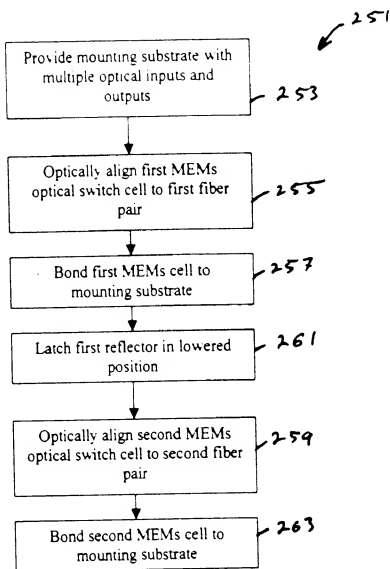 251
Provide mounting substrate with
multiple optical inputs and
outputs
253
Optically align first MEMs
optical switch cell to first fiber
pair
255
Bond first MEMs cell to
mounting substrate
257
Latch first reflector in lowered
position
261
Optically align second MEMs
optical switch cell to second fiber
pair
259
Bond second MEMs cell to
mounting substrate
263